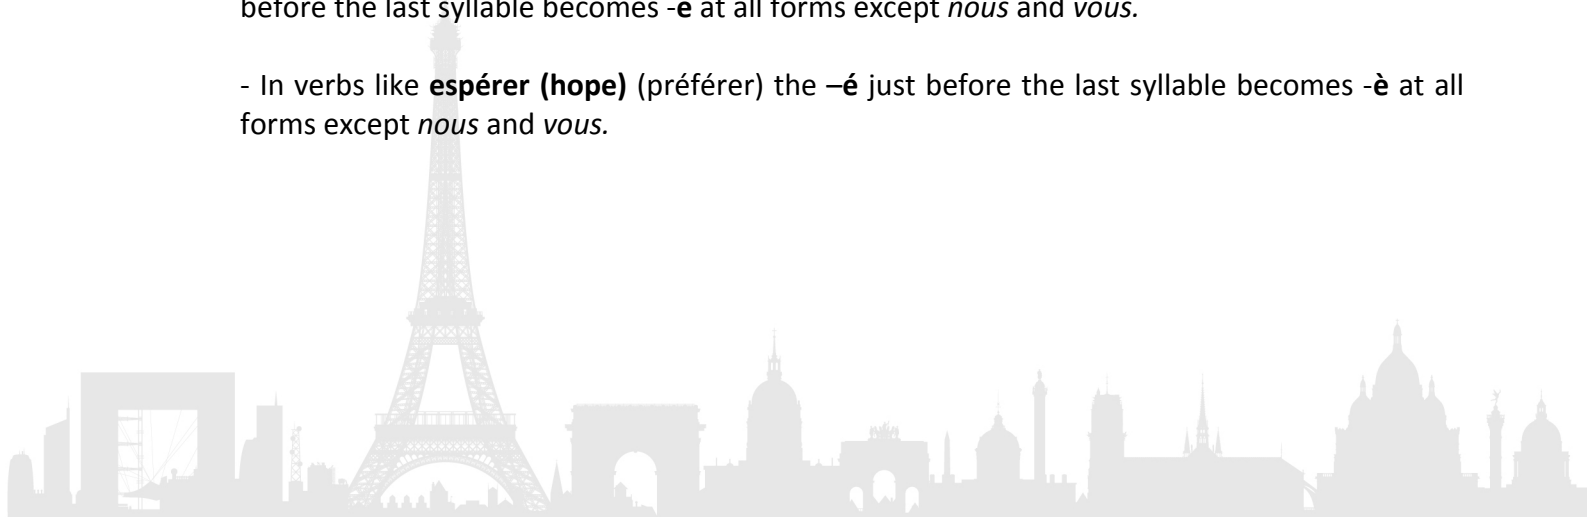 before the last syllable becomes -e at all forms except nous and vous.
- In verbs like espérer (hope) (préférer) the –é just before the last syllable becomes -è at all
forms except nous and vous.